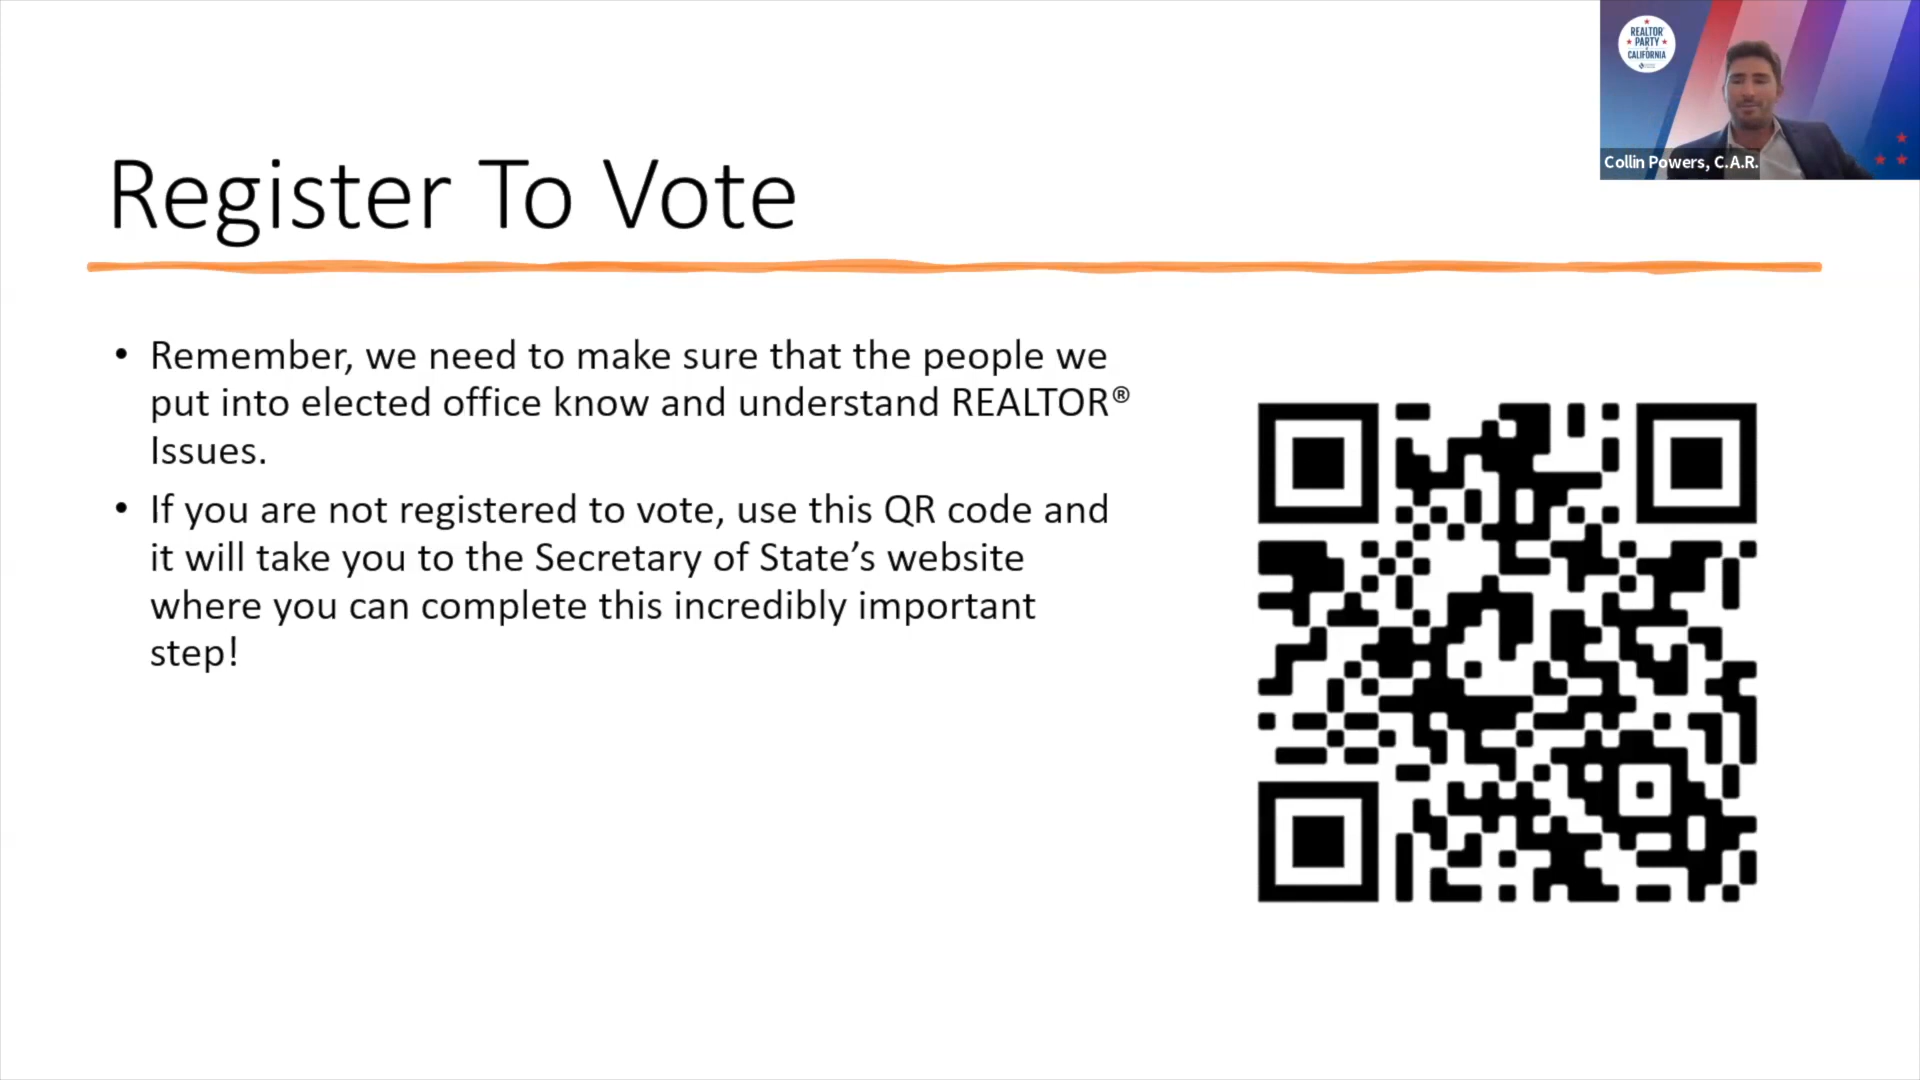 REALTOR
PARTY
CALIFORNIA
Collin Powers, C.A.R.
Register To Vote
• Remember, we need to make sure that the people we
put into elected office know and understand REALTOR®
Issues.
• If you are not registered to vote, use this QR code and
it will take you to the Secretary of State’s website
where you can complete this incredibly important
step!